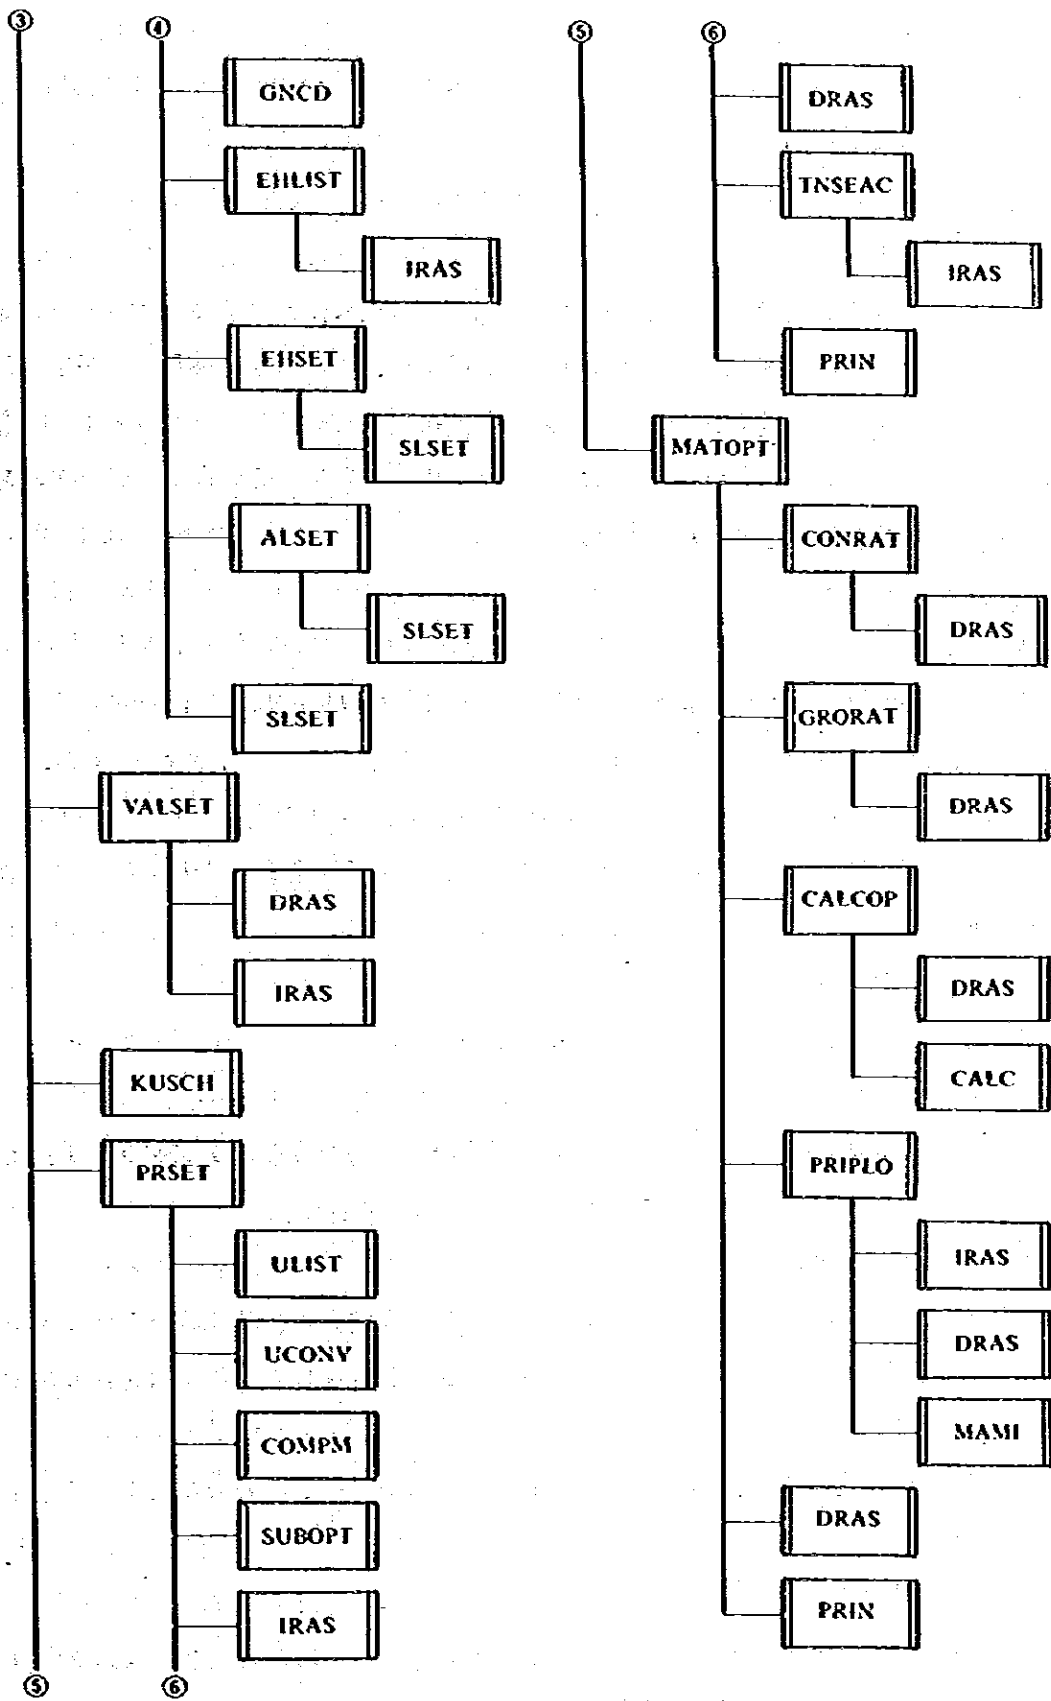 ③
④
GNCD
EHLIST
IRAS
EHSET
SLSET
ALSET
SLSET
SLSET
VALSET
DRAS
IRAS
KUSCH
PRSET
ULIST
UCONV
COMPM
SUBOPT
IRAS
⑤
⑥
⑤
⑥
DRAS
TNSEAC
IRAS
PRIN
MATOPT
CONRAT
DRAS
GRORAT
DRAS
CALCOP
DRAS
CALC
PRIPLO
IRAS
DRAS
MAMI
DRAS
PRIN